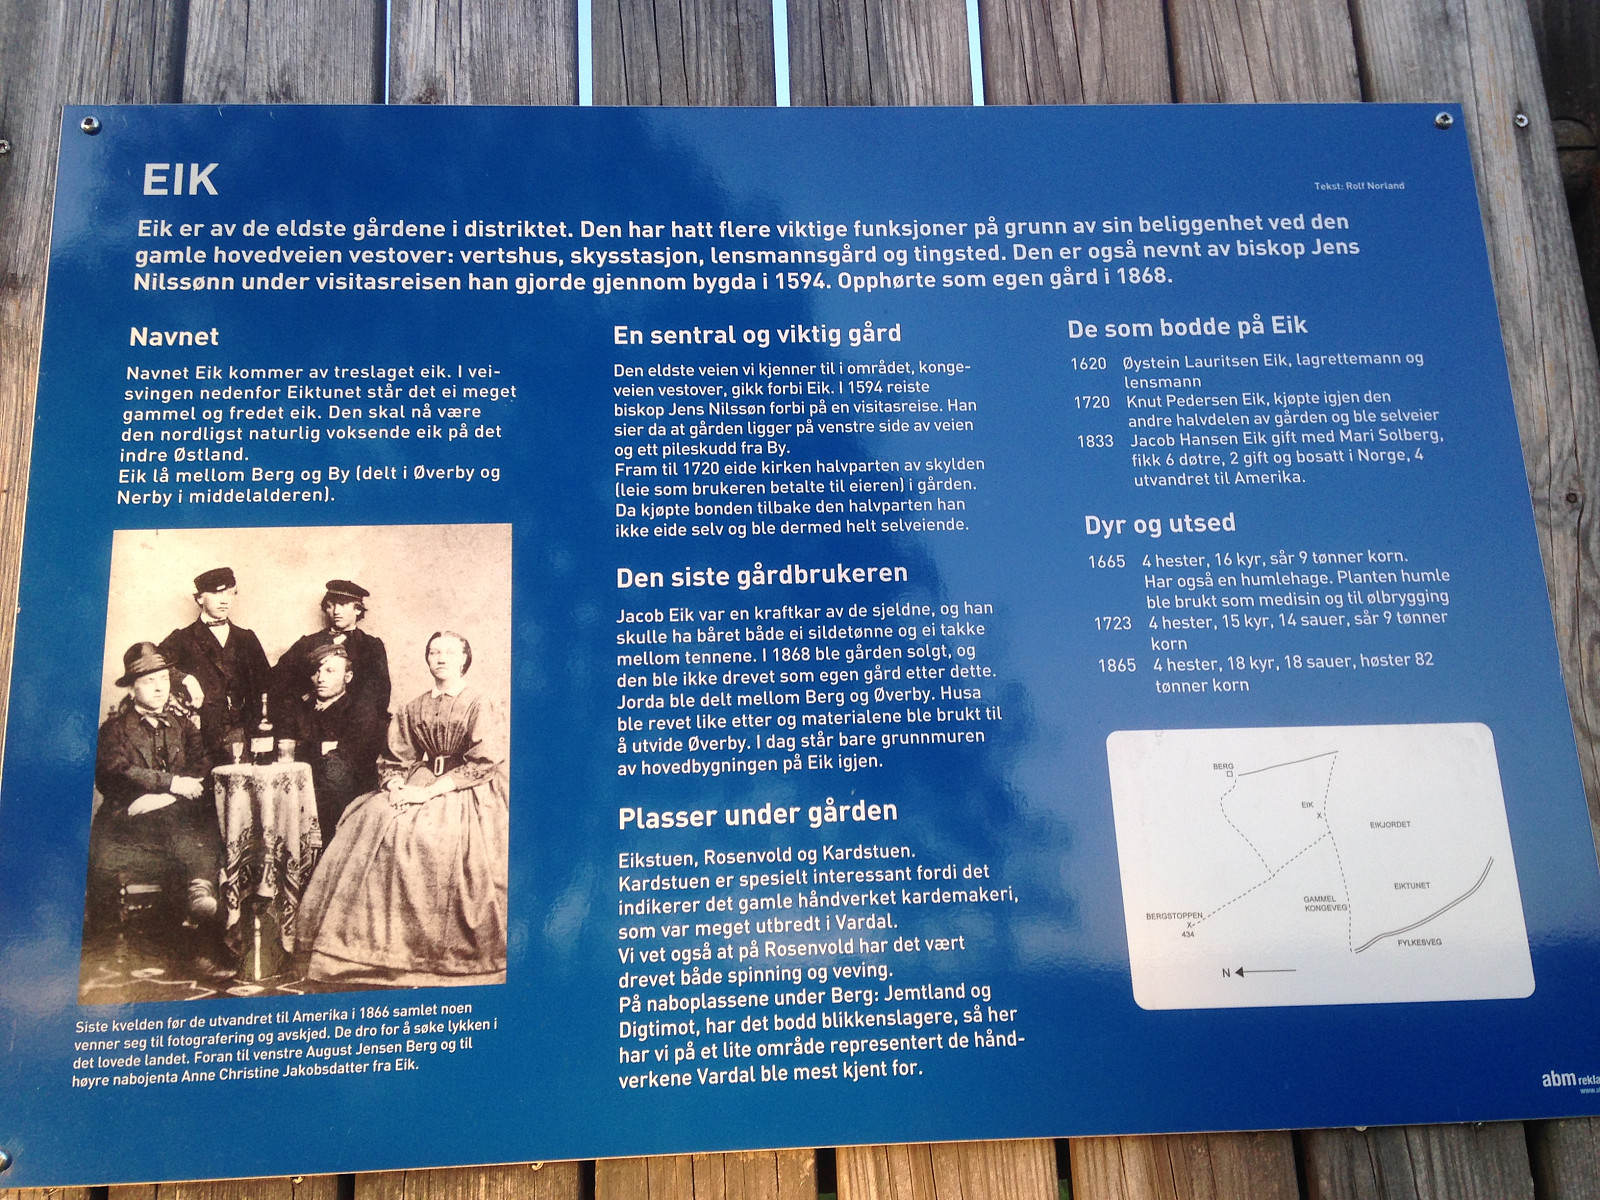 EIK
Tekst: Rolf Norland
Eik er av de eldste gårdene i distriktet. Den har hatt flere viktige funksjoner på grunn av sin beliggenhet ved den
gamle hovedveien vestover: vertshus, skysstasjon, lensmannsgård og tingsted. Den er også nevnt av biskop Jens
Nilssønn under visitasreisen han gjorde gjennom bygda i 1594. Opphørte som egen gård i 1868.
Navnet
Navnet Eik kommer av treslaget eik. I vei-
svingen nedenfor Eiktunet står det ei meget
gammel og fredet eik. Den skal nå være
den nordligst naturlig voksende eik på det
indre Østland.
Eik lå mellom Berg og By (delt i Øverby og
Nerby i middelalderen).
Siste kvelden før de utvandret til Amerika i 1866 samlet noen
venner seg til fotografering og avskjed. De dro for å søke lykken i
det lovede landet. Foran til venstre August Jensen Berg og til
høyre nabojenta Anne Christine Jakobsdatter fra Eik.
En sentral og viktig gård
Den eldste veien vi kjenner til i området, konge-
veien vestover, gikk forbi Eik. I 1594 reiste
biskop Jens Nilssøn forbi på en visitasreise. Han
sier da at gården ligger på venstre side av veien
og ett pileskudd fra By.
Fram til 1720 eide kirken halvparten av skylden
(leie som brukeren betalte til eieren) i gården.
Da kjøpte bonden tilbake den halvparten han
ikke eide selv og ble dermed helt selveiende.
Den siste gårdbrukeren
Jacob Eik var en kraftkar av de sjeldne, og han
skulle ha båret både ei sildetønne og ei takke
mellom tennene. I 1868 ble gården solgt, og
den ble ikke drevet som egen gård etter dette.
Jorda ble delt mellom Berg og Øverby. Husa
ble revet like etter og materialene ble brukt til
å utvide Øverby. I dag står bare grunnmuren
av hovedbygningen på Eik igjen.
Plasser under gården
Eikstuen, Rosenvold og Kardstuen.
Kardstuen er spesielt interessant fordi det
indikerer det gamle håndverket kardemakeri,
som var meget utbredt i Vardal.
Vi vet også at på Rosenvold har det vært
drevet både spinning og veving.
På naboplassene under Berg: Jemtland og
Digtimot, har det bodd blikkenslagere, så her
har vi på et lite område representert de hånd-
verkene Vardal ble mest kjent for.
De som bodde på Eik
1620 Øystein Lauritsen Eik, lagrettemann og
lensmann
1720 Knut Pedersen Eik, kjøpte igjen den
andre halvdelen av gården og ble selveier
1833 Jacob Hansen Eik gift med Mari Solberg,
fikk 6 døtre, 2 gift og bosatt i Norge, 4
utvandret til Amerika.
Dyr og utsed
1665 4 hester, 16 kyr, sår 9 tønner korn.
Har også en humlehage. Planten humle
ble brukt som medisin og til ølbrygging
1723 4 hester, 15 kyr, 14 sauer, sår 9 tønner
korn
1865 4 hester, 18 kyr, 18 sauer, høster 82
tønner korn
BERG
EIK
X
EIKJORDET
EIKTUNET
GAMMEL
KONGEVEG
BERGSTOPPEN
X
434
FYLKESVEG
N
abm rekla
www.a